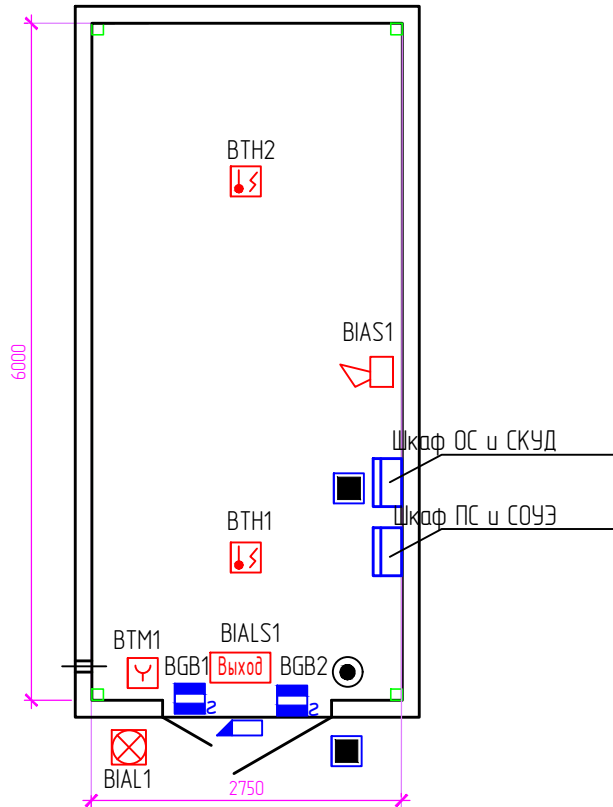 BTH2
BIAS1
6000
Шкаф ОС и СКУД
Шкаф ПС и СОУЭ
BTH1
BTM1
BIALS1
BGB1
Выход
BGB2
S
S
BIAL1
2750